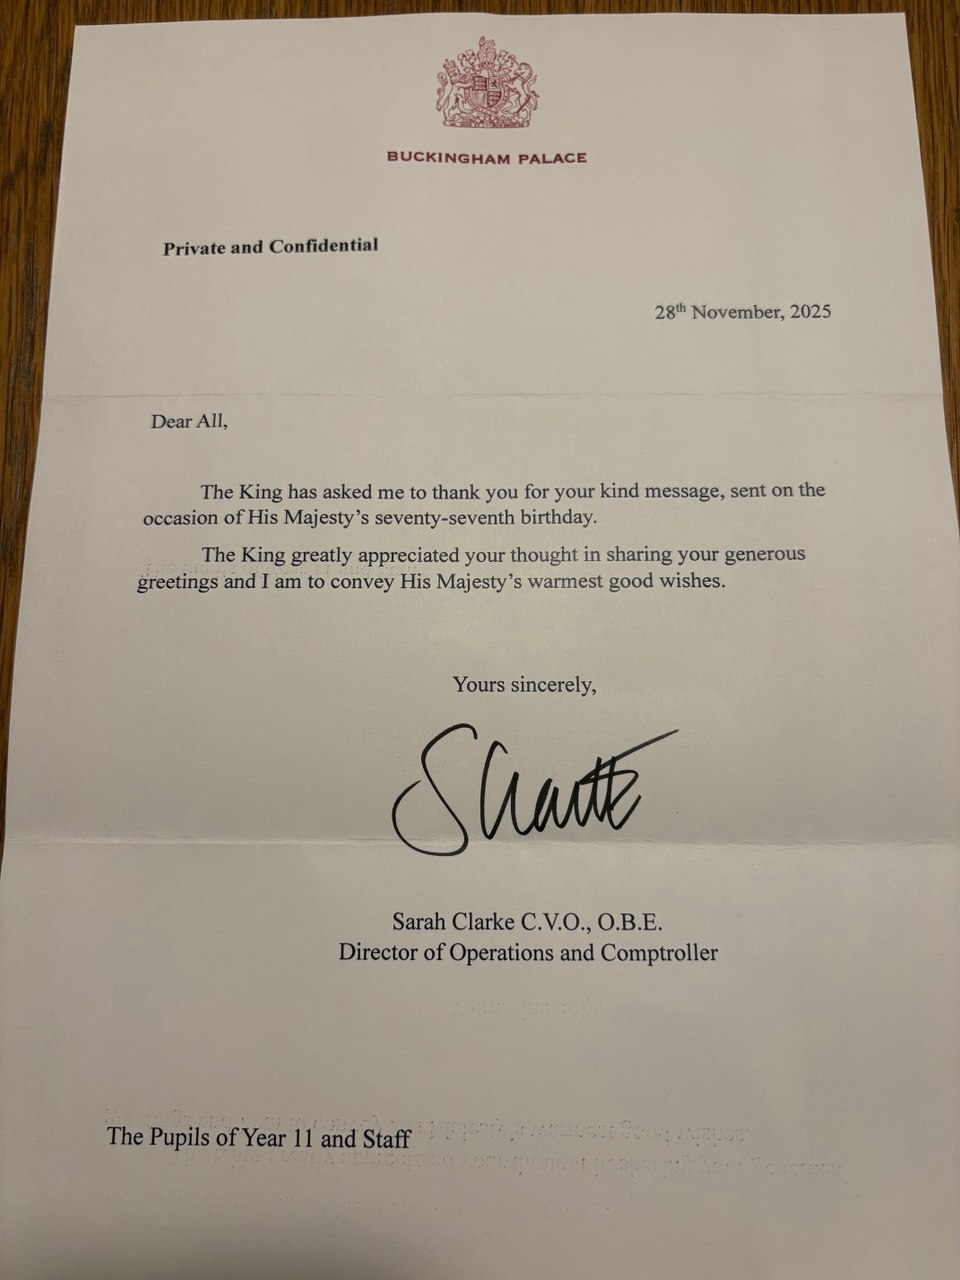 BUCKINGHAM PALACE
Private and Confidential
28th November, 2025
Dear All,
The King has asked me to thank you for your kind message, sent on the
occasion of His Majesty’s seventy-seventh birthday.
The King greatly appreciated your thought in sharing your generous
greetings and I am to convey His Majesty’s warmest good wishes.
Yours sincerely,
SClarke
Sarah Clarke C.V.O., O.B.E.
Director of Operations and Comptroller
The Pupils of Year 11 and Staff